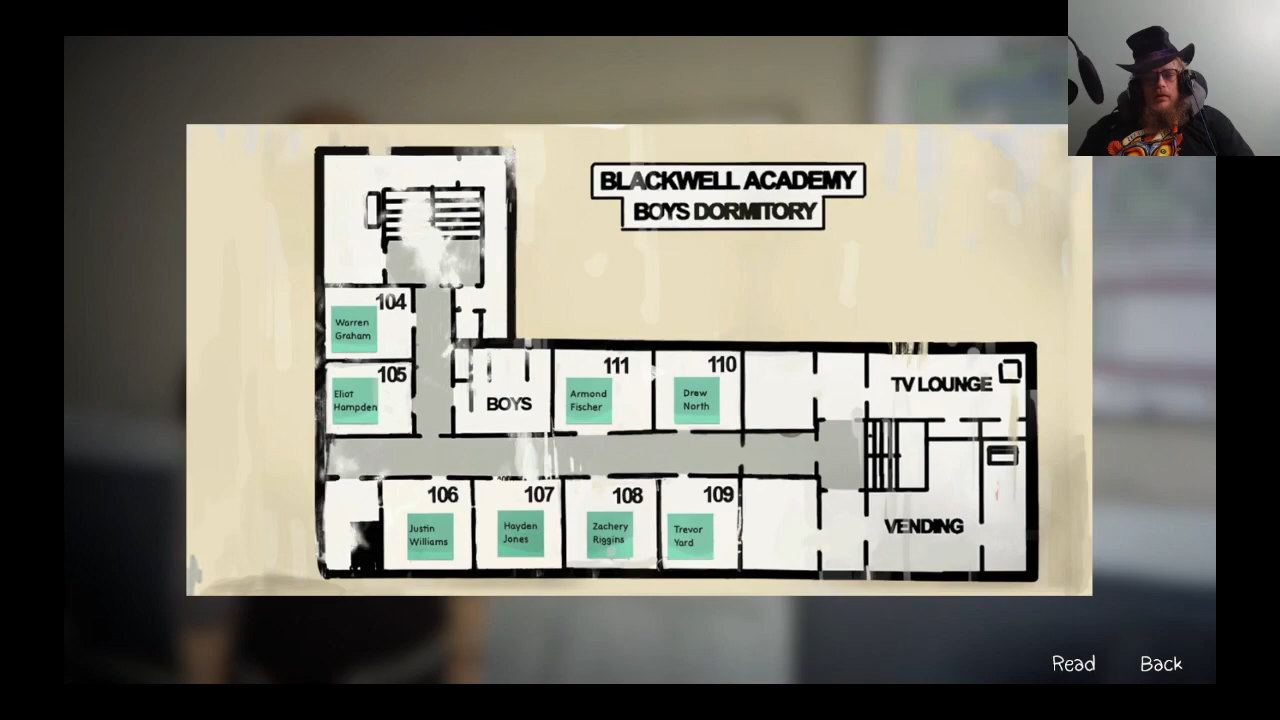 BLACKWELL ACADEMY
BOYS DORMITORY
104
Warren
Graham
105
Eliot
Hampden
BOYS
111
Armond
Fischer
110
Drew
North
TV LOUNGE
106
Justin
Williams
107
Hayden
Jones
108
Zachery
Riggins
109
Trevor
Yard
VENDING
Read
Back